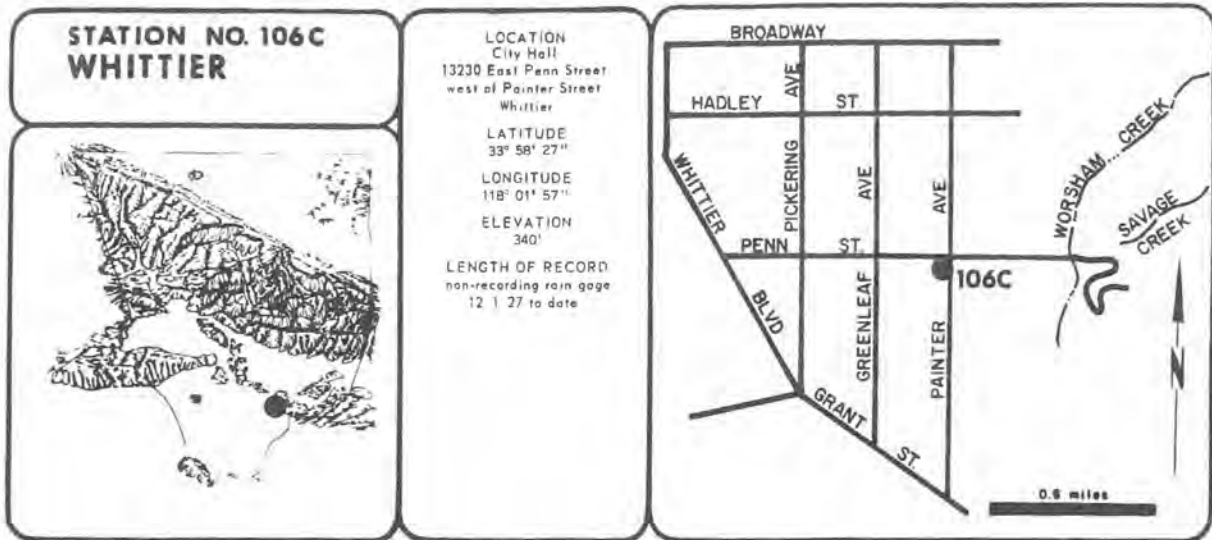 STATION NO. 106C
WHITTIER
LOCATION
City Hall
13230 East Penn Street
west of Painter Street
Whittier
LATITUDE
33° 58' 27"
LONGITUDE
118° 01' 57"
ELEVATION
340'
LENGTH OF RECORD
non-recording rain gage
12 1 27 to date
BROADWAY
HADLEY ST.
PICKERING AVE
GREENLEAF AVE
PAINTER AVE
WHITTIER BLVD
PENN ST.
106C
GRANT ST.
WORSHAM CREEK
SAVAGE CREEK
N
0.6 miles